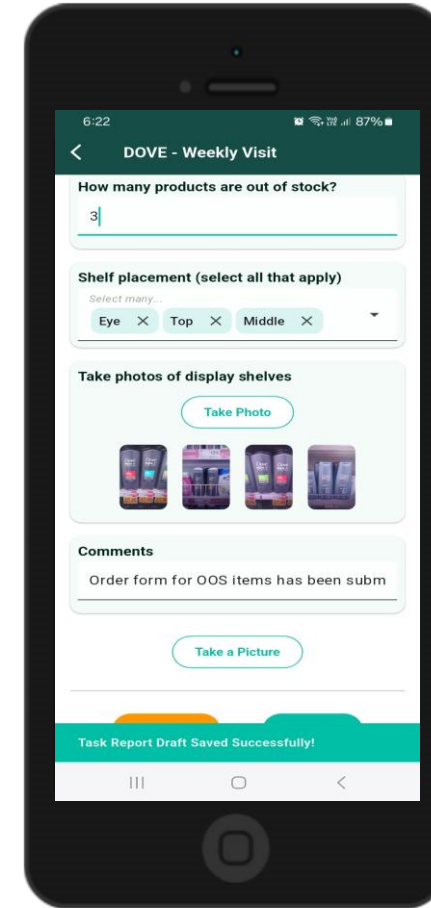 6:22
87%
DOVE - Weekly Visit
How many products are out of stock?
3
Shelf placement (select all that apply)
Select many...
Eye
Top
Middle
Take photos of display shelves
Take Photo
Comments
Order form for OOS items has been subm
Take a Picture
Task Report Draft Saved Successfully!